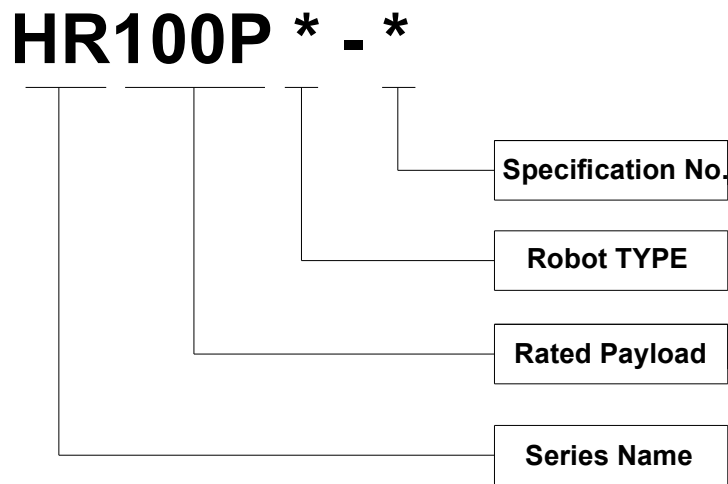 HR100P * - *
Specification No.
Robot TYPE
Rated Payload
Series Name